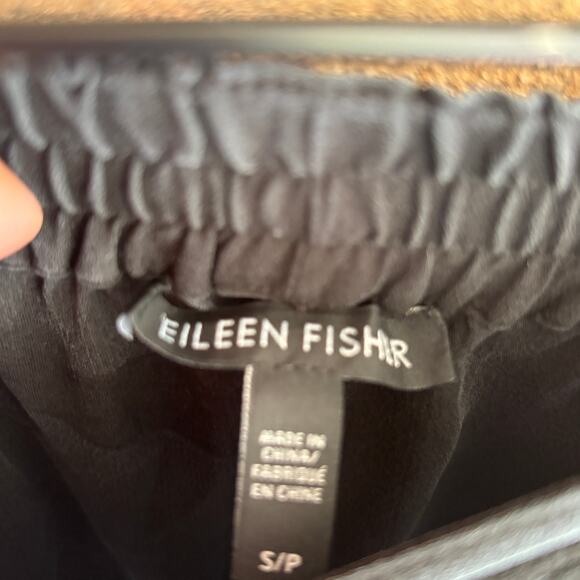 EILEEN FISHER
MADE IN
CHINA/
FABRIQUÉ
EN CHINE
S/P